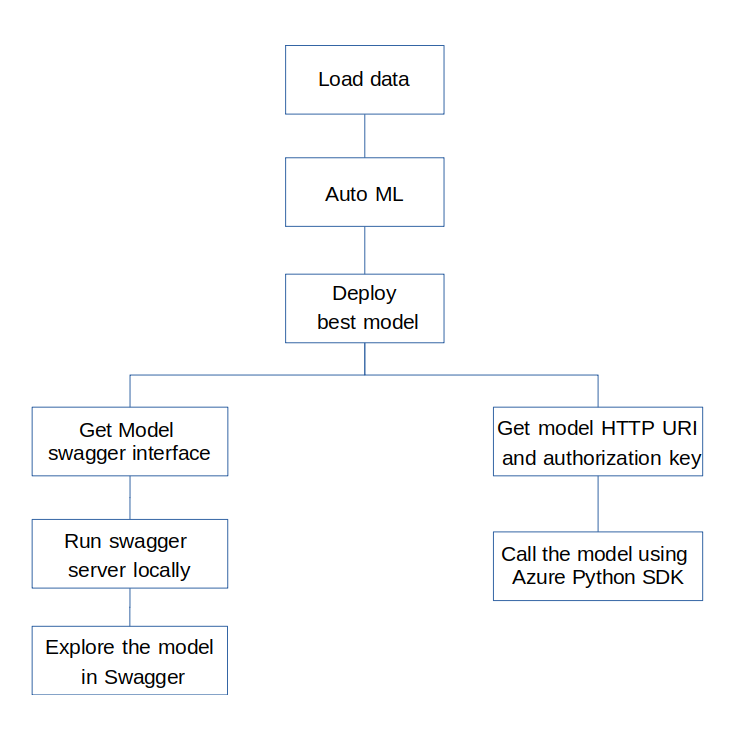 Load data
Auto ML
Deploy
best model
Get Model
swagger interface
Run swagger
server locally
Explore the model
in Swagger
Get model HTTP URI
and authorization key
Call the model using
Azure Python SDK